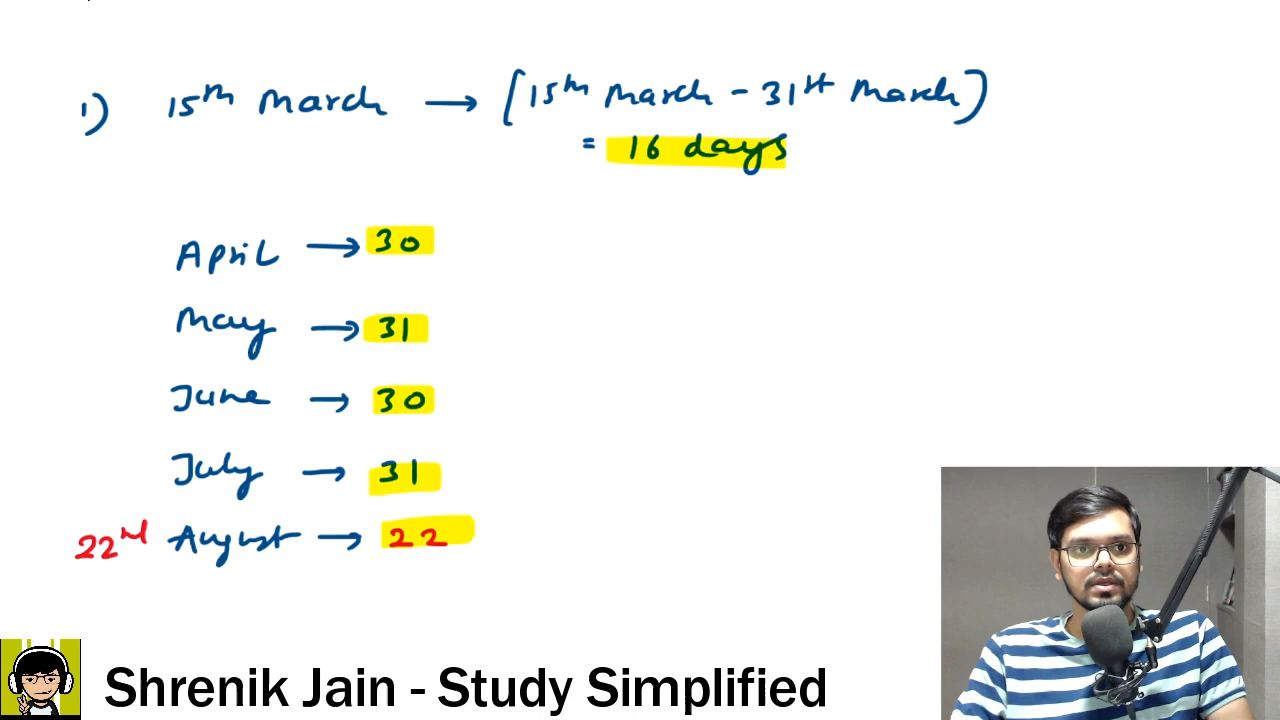 1) 15th March → [15th March - 31st March)
= 16 days
April → 30
May → 31
June → 30
July → 31
22nd August → 22
Shrenik Jain - Study Simplified